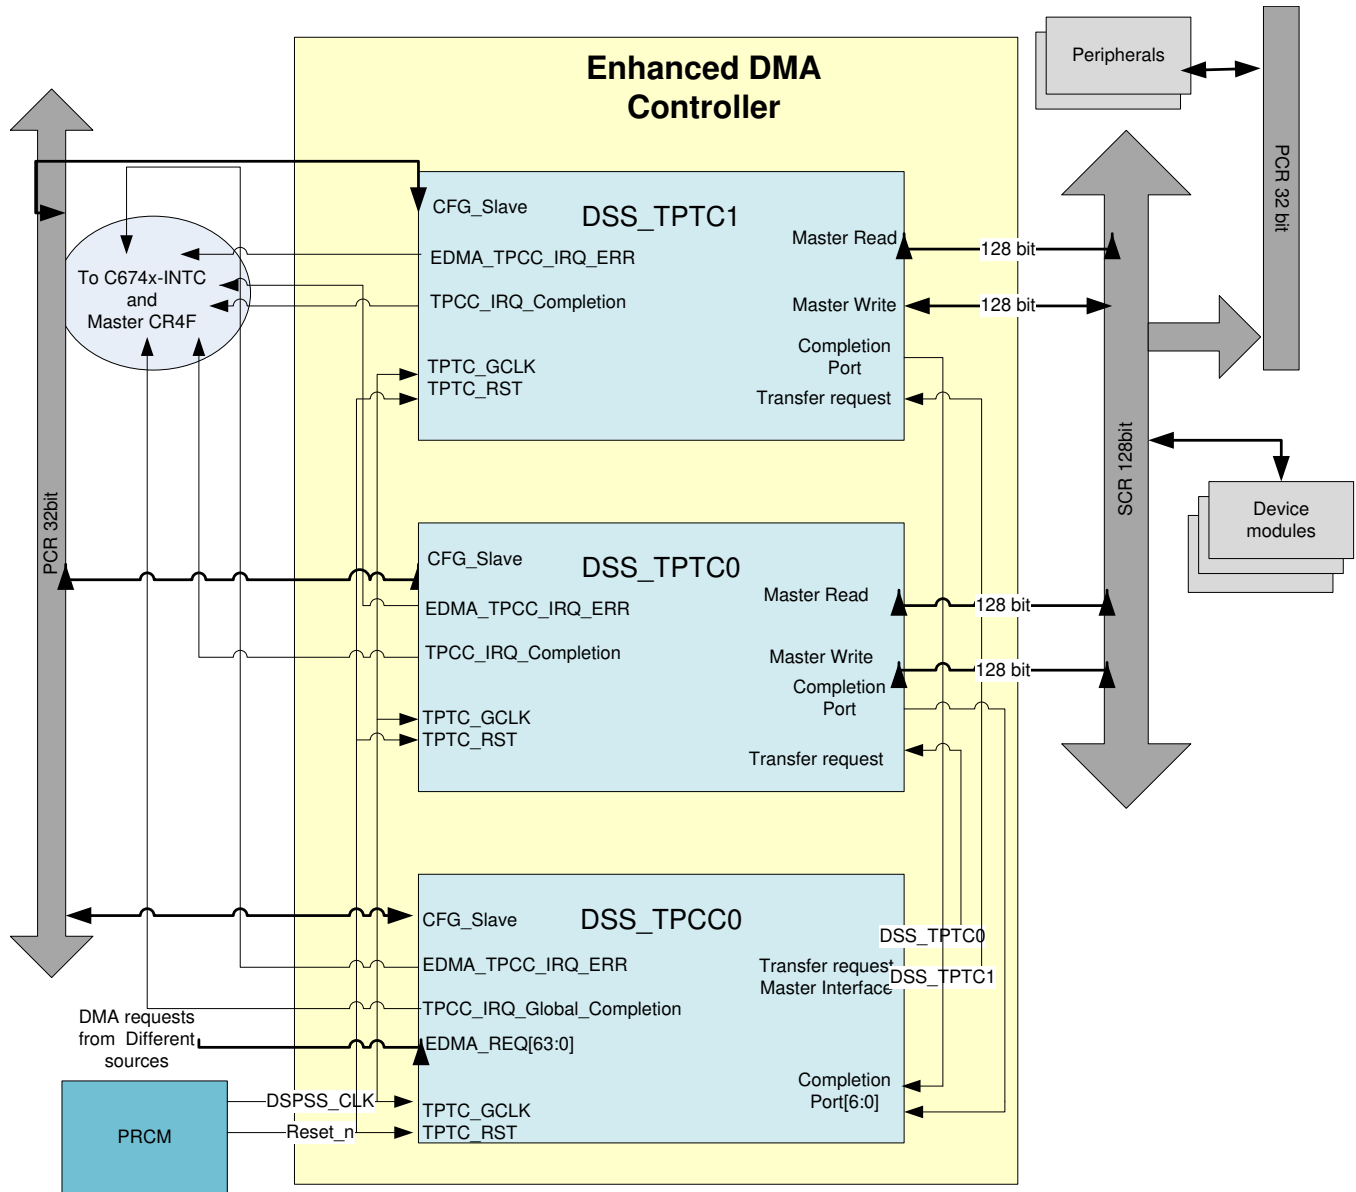 Enhanced DMA
Controller
Peripherals
PCR 32 bit
PCR 32bit
SCR 128bit
To C674x-INTC
and
Master CR4F
CFG_Slave
DSS_TPTC1
EDMA_TPCC_IRQ_ERR
TPCC_IRQ_Completion
TPTC_GCLK
TPTC_RST
Master Read
Master Write
Completion
Port
Transfer request
128 bit
128 bit
Device
modules
CFG_Slave
DSS_TPTC0
EDMA_TPCC_IRQ_ERR
TPCC_IRQ_Completion
TPTC_GCLK
TPTC_RST
Master Read
Master Write
Completion
Port
Transfer request
128 bit
128 bit
CFG_Slave
DSS_TPCC0
EDMA_TPCC_IRQ_ERR
TPCC_IRQ_Global_Completion
EDMA_REQ[63:0]
TPTC_GCLK
TPTC_RST
Transfer request
Master Interface
DSS_TPTC0
DSS_TPTC1
Completion
Port[6:0]
DMA requests
from Different
sources
DSPSS_CLK
Reset_n
PRCM